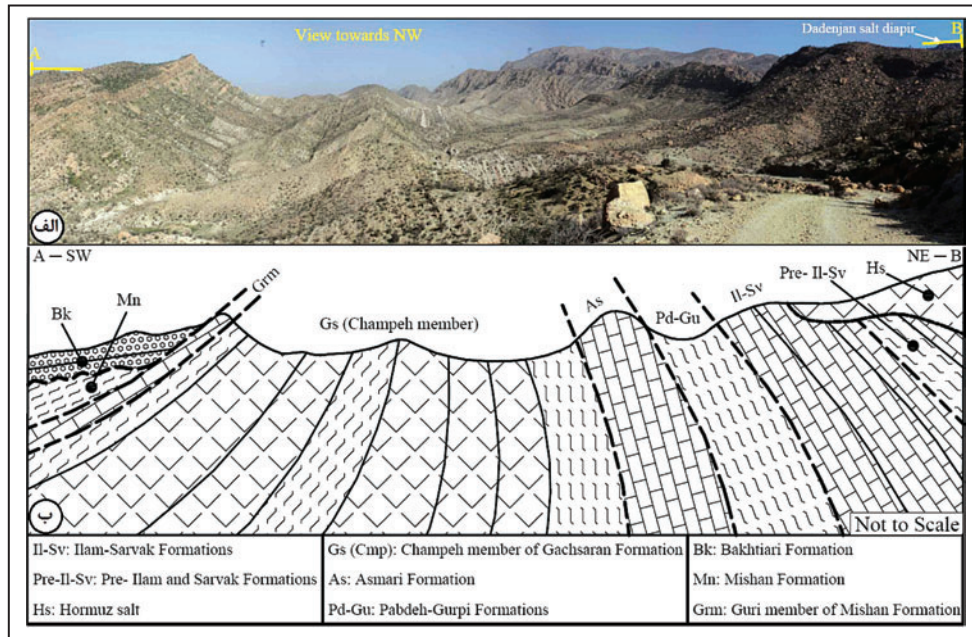 A
View towards NW
Dadenjan salt diapir
B
الف
A – SW
NE – B
Bk
Mn
Grm
Gs (Champeh member)
As
Pd-Gu
Il-Sv
Pre- Il-Sv
Hs
ب
Not to Scale
Il-Sv: Ilam-Sarvak Formations
Pre-Il-Sv: Pre- Ilam and Sarvak Formations
Hs: Hormuz salt
Gs (Cmp): Champeh member of Gachsaran Formation
As: Asmari Formation
Pd-Gu: Pabdeh-Gurpi Formations
Bk: Bakhtiari Formation
Mn: Mishan Formation
Grm: Guri member of Mishan Formation